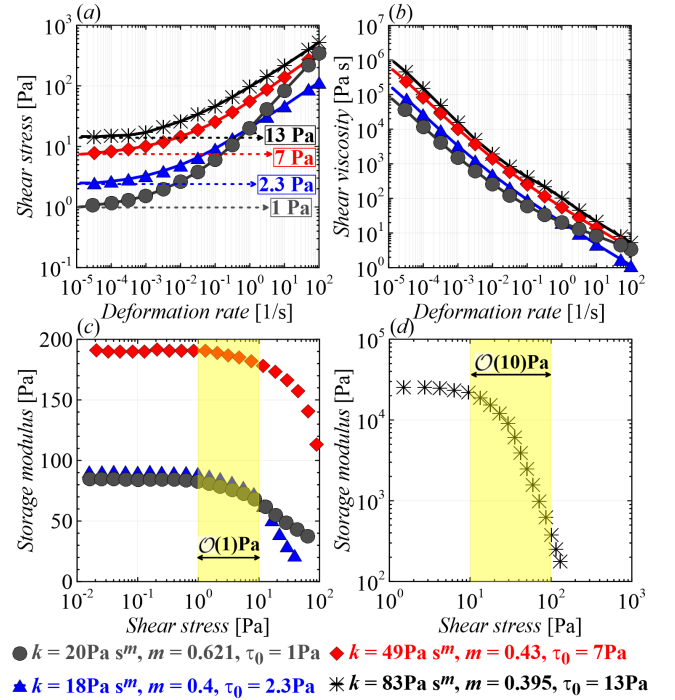 (a)
Shear stress [Pa]
10³
10²
10¹
10⁰
10⁻¹
13 Pa
7 Pa
2.3 Pa
1 Pa
10⁻⁵ 10⁻⁴ 10⁻³ 10⁻² 10⁻¹ 10⁰ 10¹ 10²
Deformation rate [1/s]
(b)
Shear viscosity [Pa s]
10⁸
10⁷
10⁶
10⁵
10⁴
10³
10²
10¹
10⁰
10⁻⁵ 10⁻⁴ 10⁻³ 10⁻² 10⁻¹ 10⁰ 10¹ 10²
Deformation rate [1/s]
(c)
Storage modulus [Pa]
200
150
100
50
0
𝒪(1)Pa
10⁻² 10⁻¹ 10⁰ 10¹ 10²
Shear stress [Pa]
(d)
Storage modulus [Pa]
10⁵
10⁴
10³
10²
𝒪(10)Pa
10⁰ 10¹ 10² 10³
Shear stress [Pa]
k = 20Pa sᵐ, m = 0.621, τ₀ = 1Pa
k = 49Pa sᵐ, m = 0.43, τ₀ = 7Pa
k = 18Pa sᵐ, m = 0.4, τ₀ = 2.3Pa
k = 83Pa sᵐ, m = 0.395, τ₀ = 13Pa